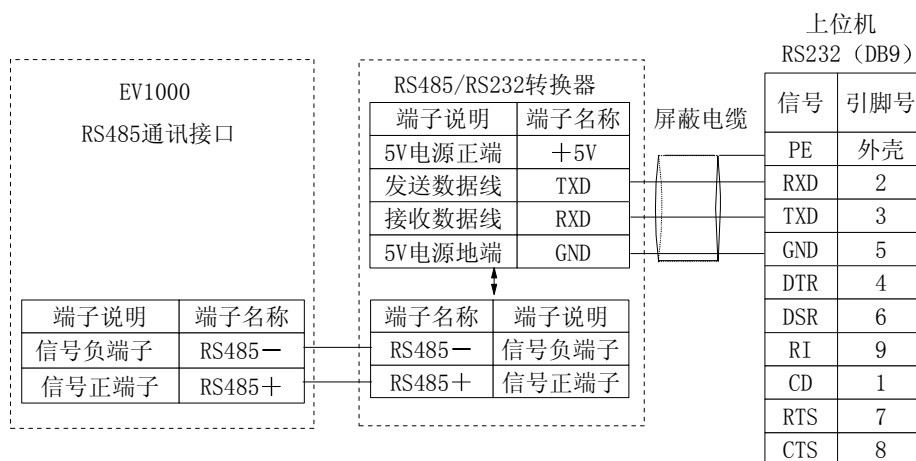 EV1000
RS485通讯接口
端子说明 端子名称
信号负端子 RS485－
信号正端子 RS485＋
RS485/RS232转换器
端子说明 端子名称
5V电源正端 ＋5V
发送数据线 TXD
接收数据线 RXD
5V电源地端 GND
端子名称 端子说明
RS485－ 信号负端子
RS485＋ 信号正端子
屏蔽电缆
上位机
RS232（DB9）
信号 引脚号
PE 外壳
RXD 2
TXD 3
GND 5
DTR 4
DSR 6
RI 9
CD 1
RTS 7
CTS 8